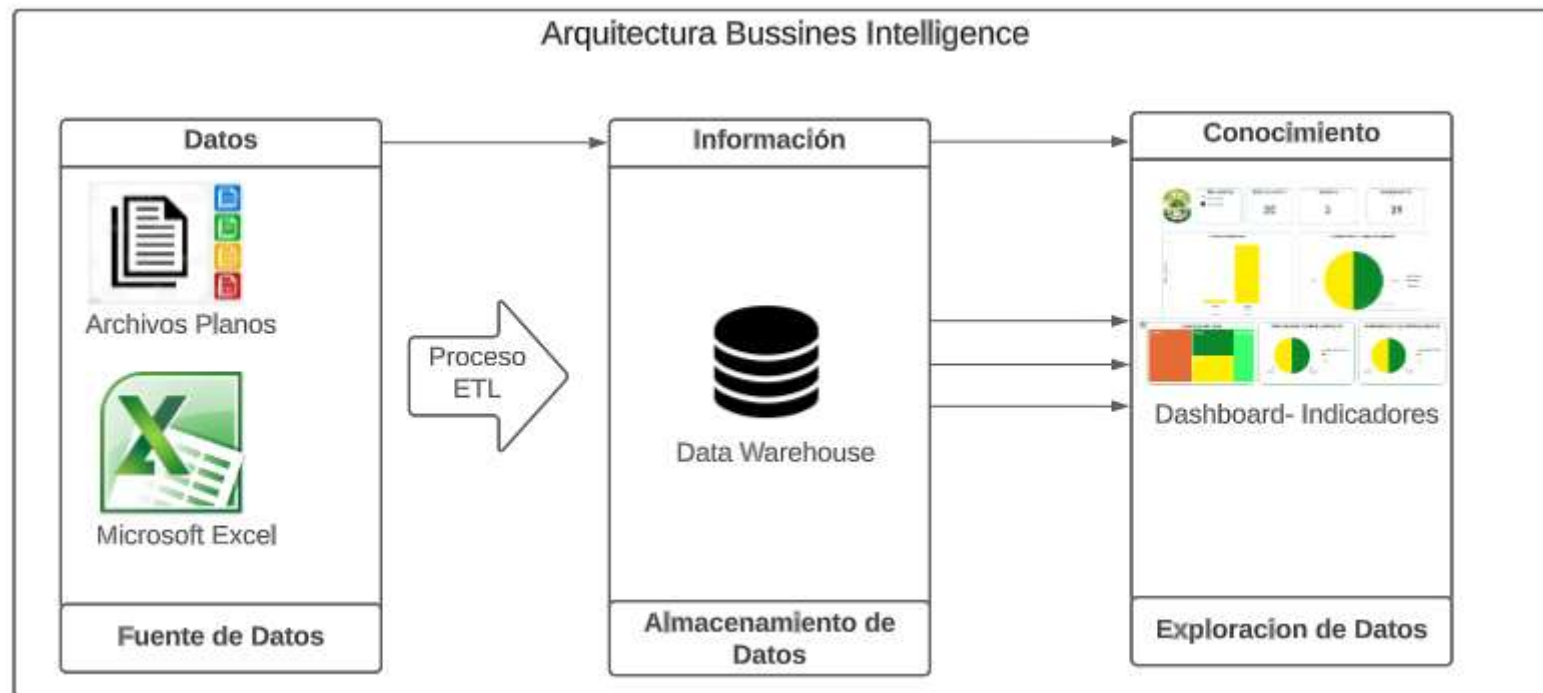 Arquitectura Bussines Intelligence
Datos
Archivos Planos
Microsoft Excel
Fuente de Datos
Proceso
ETL
Información
Data Warehouse
Almacenamiento de
Datos
Conocimiento
Dashboard- Indicadores
Exploracion de Datos